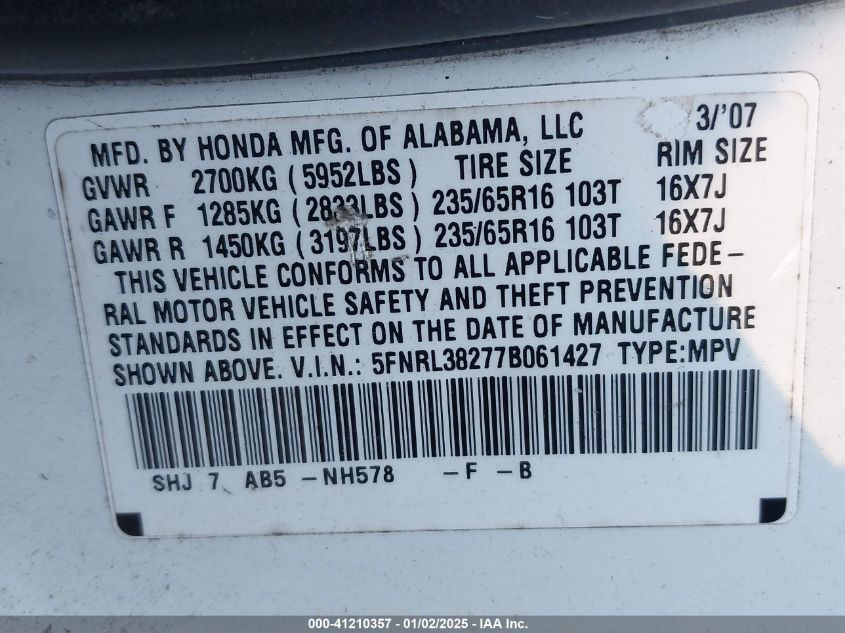 3/'07
MFD. BY HONDA MFG. OF ALABAMA, LLC
GVWR 2700KG (5952LBS) TIRE SIZE RIM SIZE
GAWR F 1285KG (2833LBS) 235/65R16 103T 16X7J
GAWR R 1450KG (3197LBS) 235/65R16 103T 16X7J
THIS VEHICLE CONFORMS TO ALL APPLICABLE FEDE-
RAL MOTOR VEHICLE SAFETY AND THEFT PREVENTION
STANDARDS IN EFFECT ON THE DATE OF MANUFACTURE
SHOWN ABOVE. V.I.N.: 5FNRL38277B061427 TYPE:MPV
SHJ 7 AB5 -NH578 -F -B
000-41210357 - 01/02/2025 - IAA Inc.